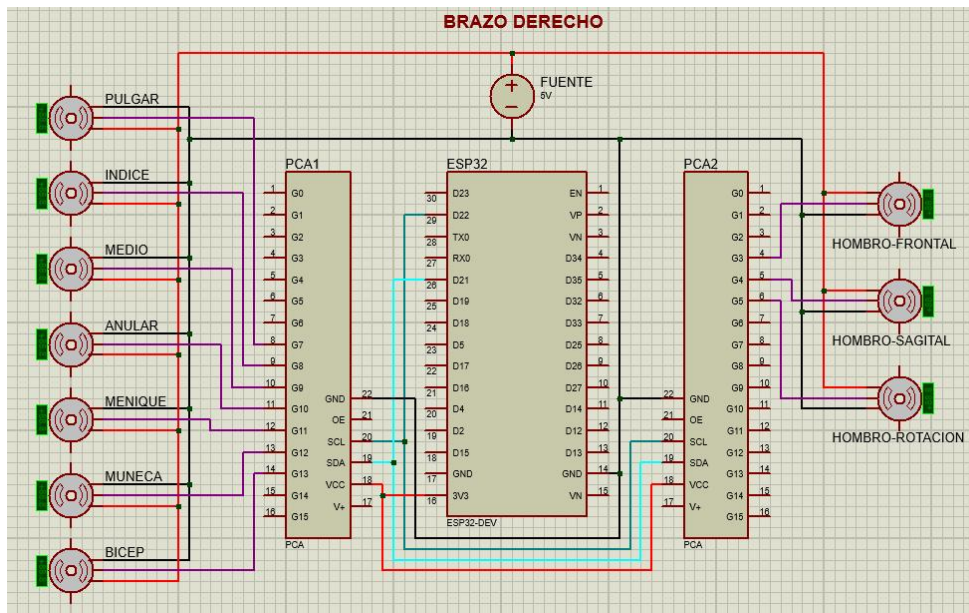 BRAZO DERECHO
FUENTE
5V
PULGAR
INDICE
MEDIO
ANULAR
MENIQUE
MUNECA
BICEP
PCA1
1 G0
2 G1
3 G2
4 G3
5 G4
6 G5
7 G6
8 G7
9 G8
10 G9
11 G10
12 G11
13 G12
14 G13
15 G14
16 G15
GND 22
OE 21
SCL 20
SDA 19
VCC 18
V+ 17
PCA
ESP32
30 D23
29 D22
28 TX0
27 RX0
26 D21
25 D19
24 D18
23 D5
22 D17
21 D16
20 D4
19 D2
18 D15
17 GND
16 3V3
EN 1
VP 2
VN 3
D34 4
D35 5
D32 6
D33 7
D25 8
D26 9
D27 10
D14 11
D12 12
D13 13
GND 14
VN 15
ESP32-DEV
PCA2
G0 1
G1 2
G2 3
G3 4
G4 5
G5 6
G6 7
G7 8
G8 9
G9 10
G10 11
G11 12
G12 13
G13 14
G14 15
G15 16
22 GND
21 OE
20 SCL
19 SDA
18 VCC
17 V+
PCA
HOMBRO-FRONTAL
HOMBRO-SAGITAL
HOMBRO-ROTACION